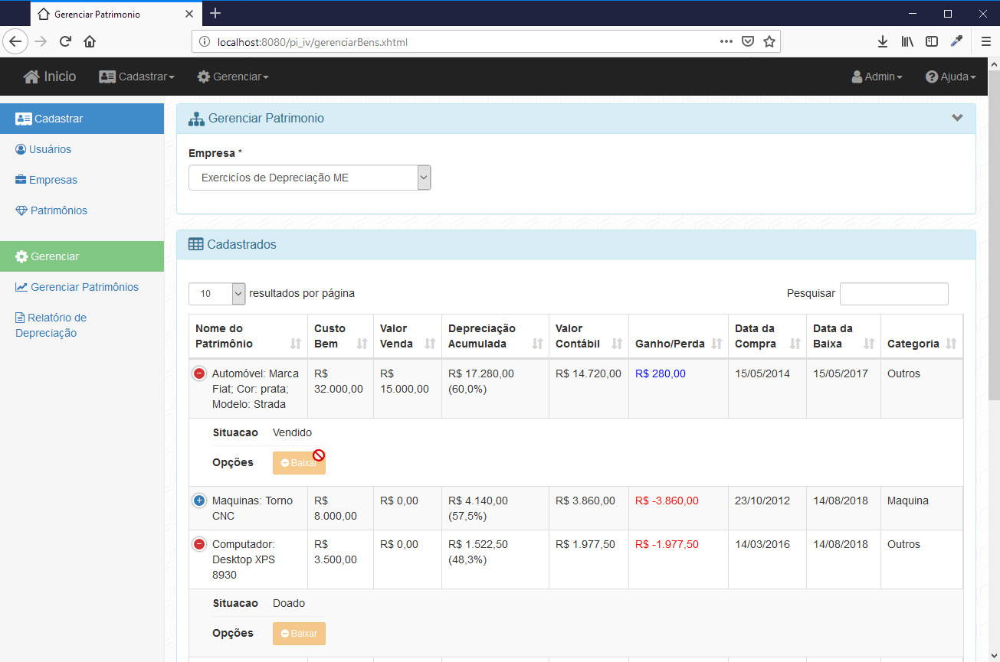 Gerenciar Patrimonio
localhost:8080/pi_iv/gerenciarBens.xhtml
Inicio Cadastrar Gerenciar Admin Ajuda
Cadastrar
Usuários
Empresas
Patrimônios
Gerenciar
Gerenciar Patrimônios
Relatório de
Depreciação
Gerenciar Patrimonio
Empresa *
Exercicíos de Depreciação ME
Cadastrados
10 resultados por página Pesquisar
Nome do Patrimônio Custo Bem Valor Venda Depreciação Acumulada Valor Contábil Ganho/Perda Data da Compra Data da Baixa Categoria
Automóvel: Marca R$ R$ R$ 17.280,00 R$ 14.720,00 R$ 280,00 15/05/2014 15/05/2017 Outros
Fiat; Cor: prata; 32.000,00 15.000,00 (60,0%)
Modelo: Strada
Situacao Vendido
Opções Baixar
Maquinas: Torno R$ R$ 0,00 R$ 4.140,00 R$ 3.860,00 R$ -3.860,00 23/10/2012 14/08/2018 Maquina
CNC 8.000,00 (57,5%)
Computador: R$ R$ 0,00 R$ 1.522,50 R$ 1.977,50 R$ -1.977,50 14/03/2016 14/08/2018 Outros
Desktop XPS 3.500,00 (48,3%)
8930
Situacao Doado
Opções Baixar